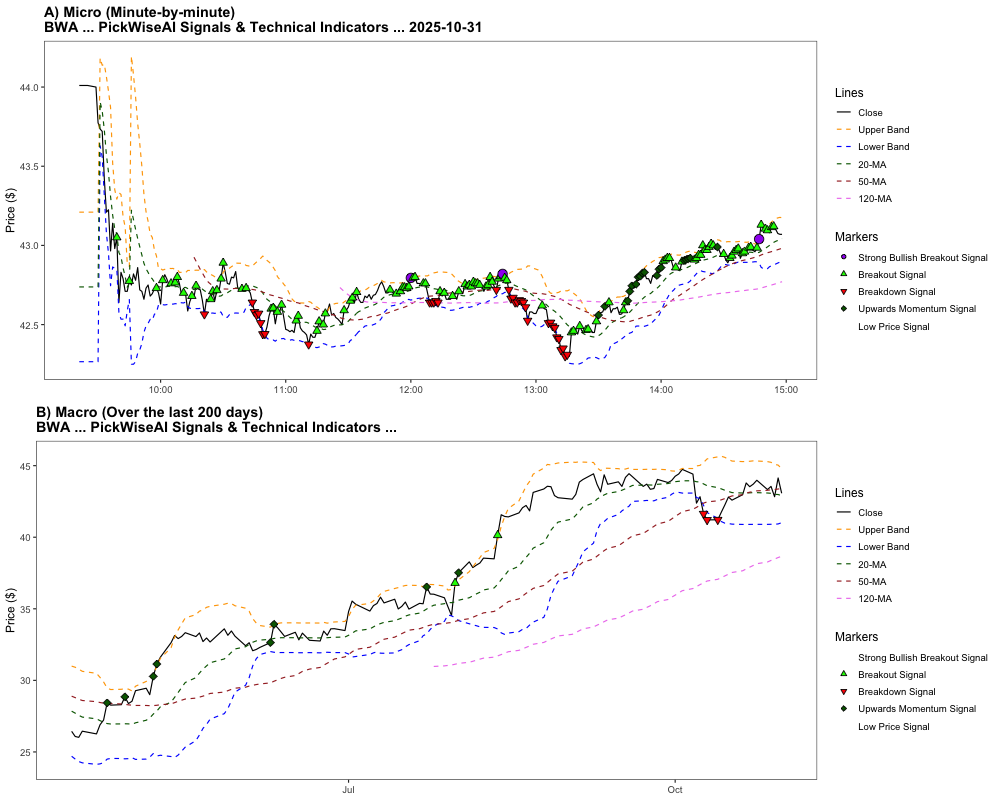 A) Micro (Minute-by-minute)
BWA ... PickWiseAI Signals & Technical Indicators ... 2025-10-31
Price ($)
44.0
43.5
43.0
42.5
10:00 11:00 12:00 13:00 14:00 15:00
Lines
Close
Upper Band
Lower Band
20-MA
50-MA
120-MA
Markers
Strong Bullish Breakout Signal
Breakout Signal
Breakdown Signal
Upwards Momentum Signal
Low Price Signal
B) Macro (Over the last 200 days)
BWA ... PickWiseAI Signals & Technical Indicators ...
Price ($)
45
40
35
30
25
Jul Oct
Lines
Close
Upper Band
Lower Band
20-MA
50-MA
120-MA
Markers
Strong Bullish Breakout Signal
Breakout Signal
Breakdown Signal
Upwards Momentum Signal
Low Price Signal